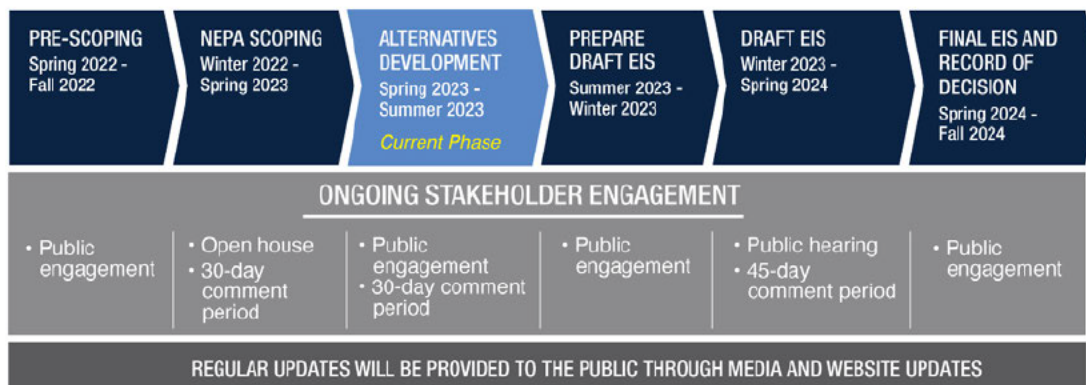 PRE-SCOPING
Spring 2022 -
Fall 2022
NEPA SCOPING
Winter 2022 -
Spring 2023
ALTERNATIVES
DEVELOPMENT
Spring 2023 -
Summer 2023
Current Phase
PREPARE
DRAFT EIS
Summer 2023 -
Winter 2023
DRAFT EIS
Winter 2023 -
Spring 2024
FINAL EIS AND
RECORD OF
DECISION
Spring 2024 -
Fall 2024
ONGOING STAKEHOLDER ENGAGEMENT
• Public
engagement
• Open house
• 30-day
comment
period
• Public
engagement
• 30-day comment
period
• Public
engagement
• Public hearing
• 45-day
comment period
• Public
engagement
REGULAR UPDATES WILL BE PROVIDED TO THE PUBLIC THROUGH MEDIA AND WEBSITE UPDATES